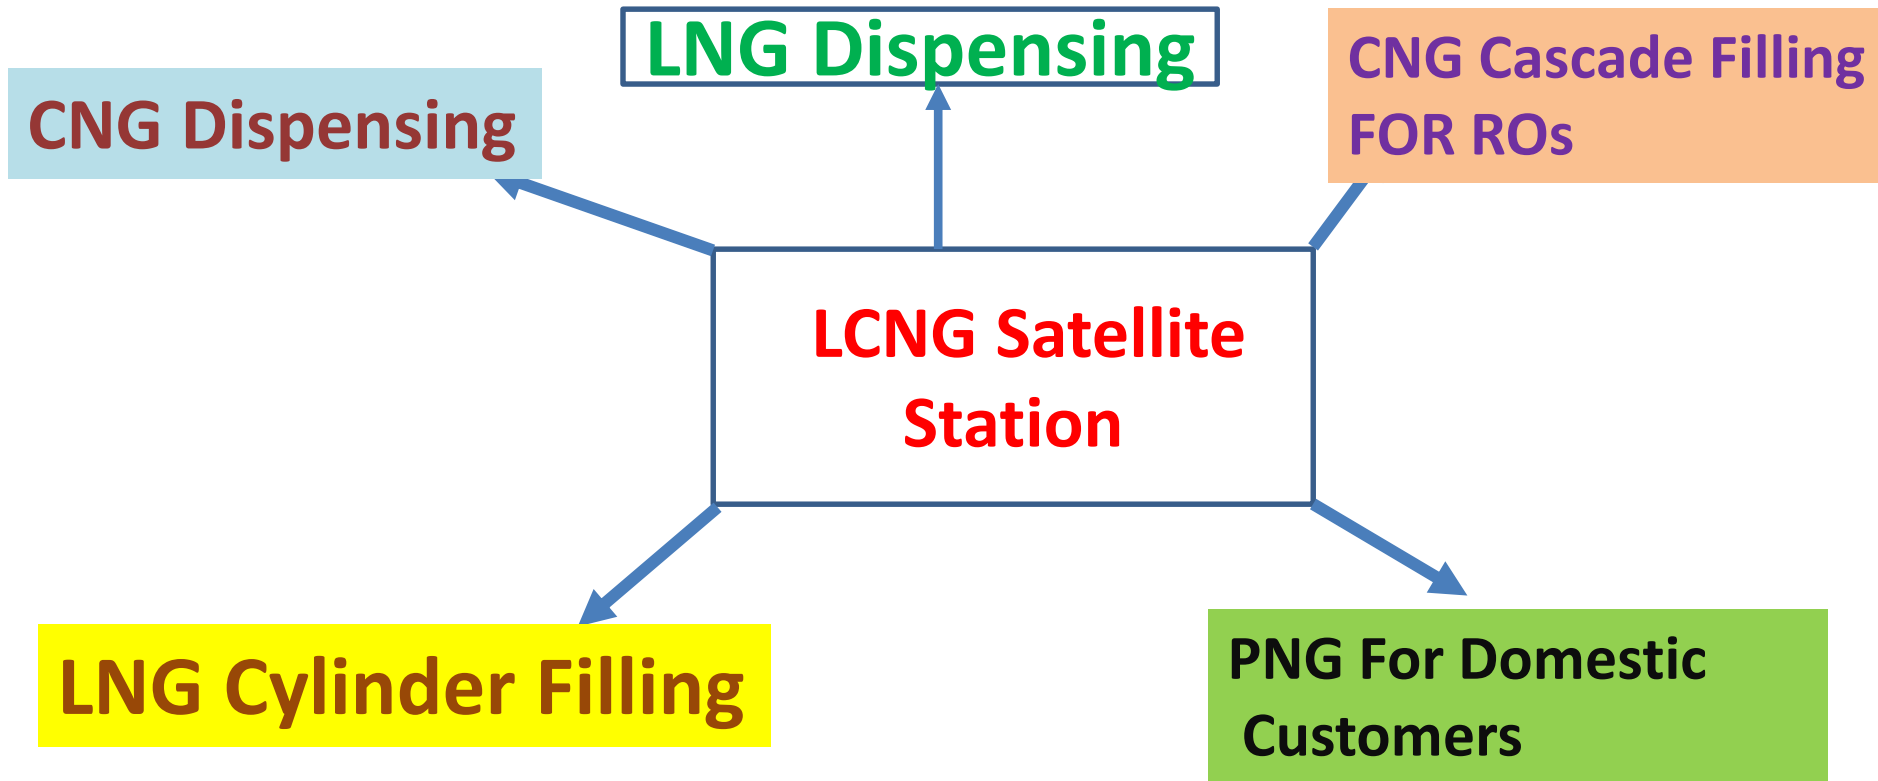 LNG Dispensing
CNG Cascade Filling
FOR ROs
CNG Dispensing
LCNG Satellite
Station
LNG Cylinder Filling
PNG For Domestic
Customers